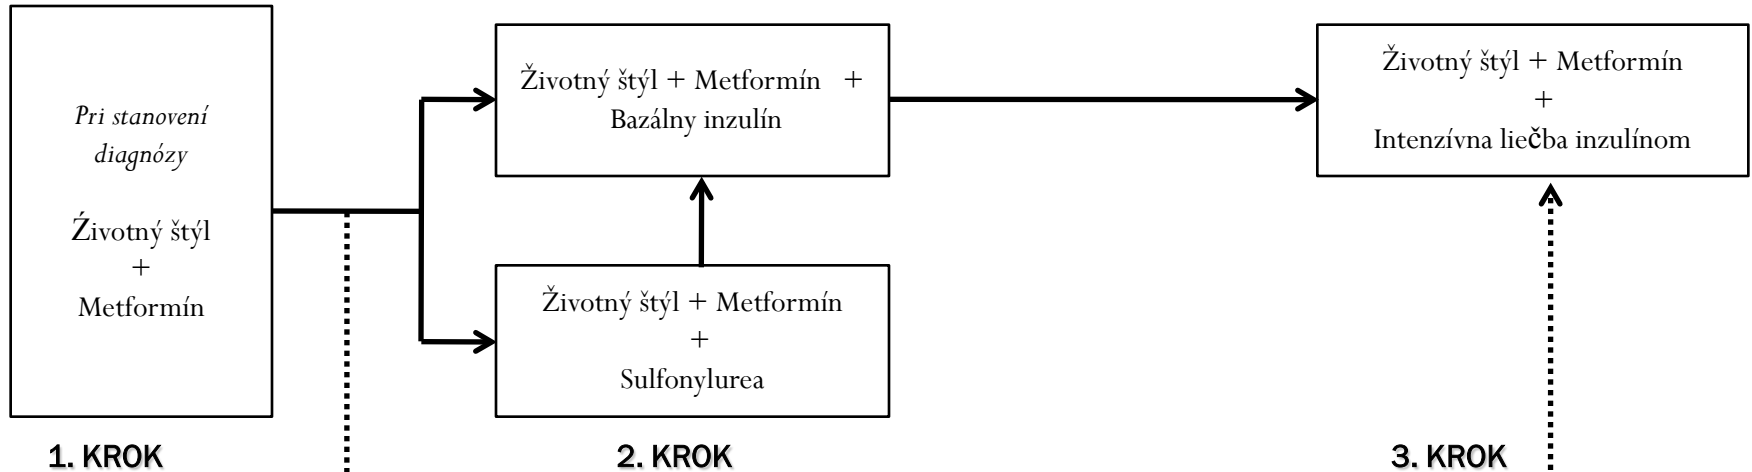 Pri stanovení
diagnózy
Źivotný štýl
+
Metformín
Životný štýl + Metformín +
Bazálny inzulín
Životný štýl + Metformín
+
Sulfonylurea
Životný štýl + Metformín
+
Intenzívna liečba inzulínom
1. KROK
2. KROK
3. KROK